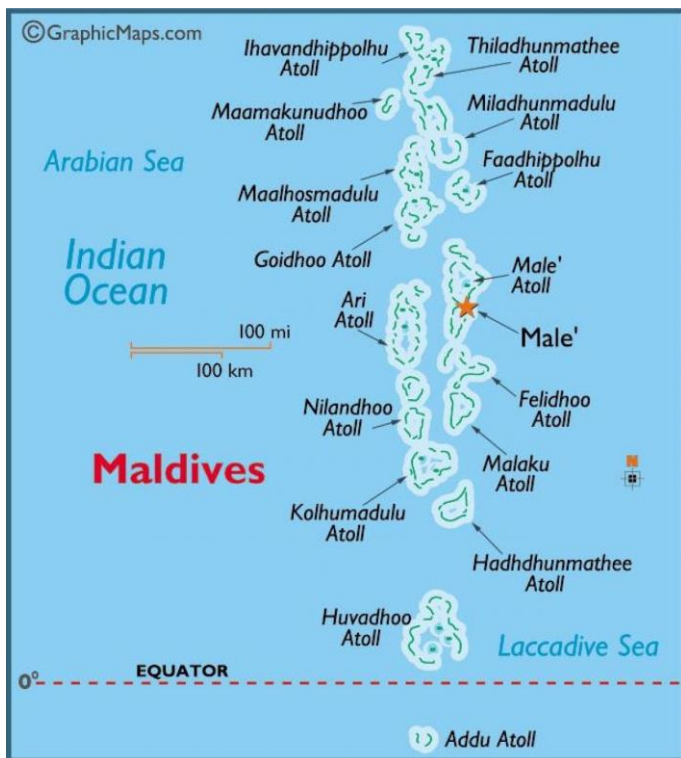 ©GraphicMaps.com
Ihavandhippolhu
Atoll
Thiladhunmathee
Atoll
Maamakunudhoo
Atoll
Miladhunmadulu
Atoll
Arabian Sea
Faadhippolhu
Atoll
Maalhosmadulu
Atoll
Goidhoo Atoll
Indian
Ocean
Male'
Atoll
Ari
Atoll
Male'
100 mi
100 km
Felidhoo
Atoll
Nilandhoo
Atoll
Maldives
Malaku
Atoll
N
Kolhumadulu
Atoll
Hadhdhunmathee
Atoll
Huvadhoo
Atoll
Laccadive Sea
EQUATOR
0°
Addu Atoll